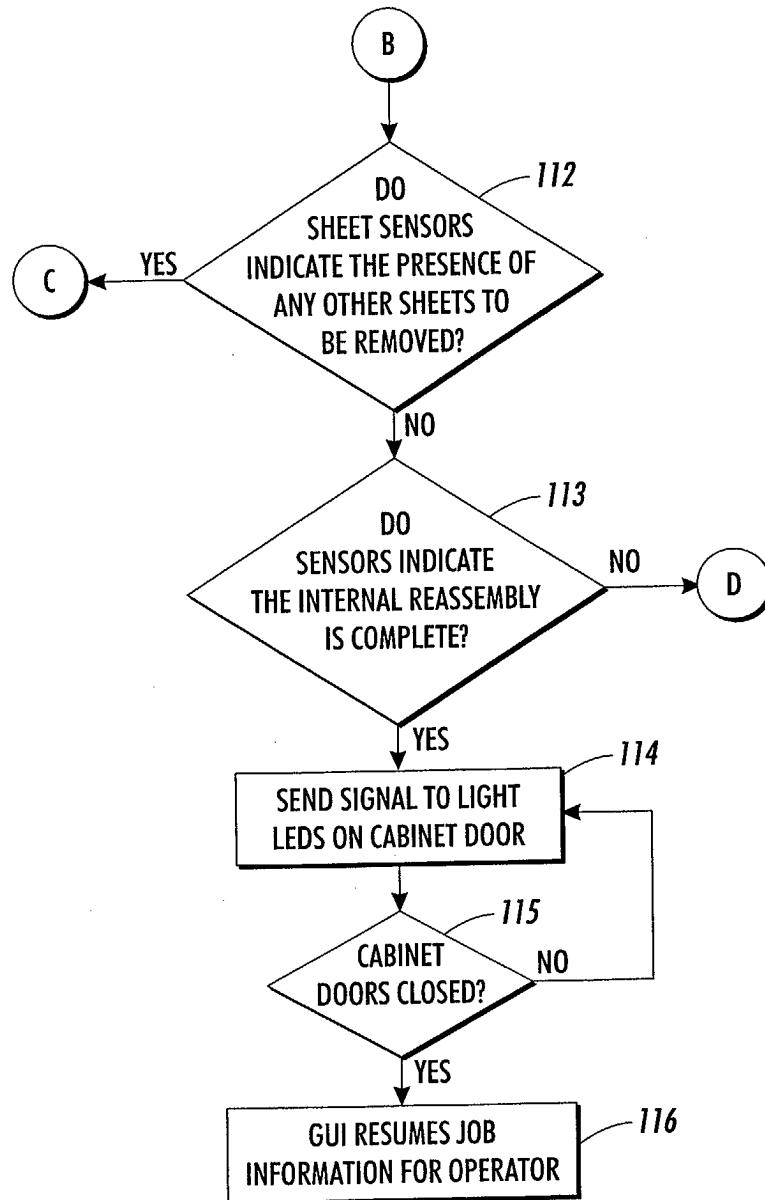 B
112
DO
SHEET SENSORS
INDICATE THE PRESENCE OF
ANY OTHER SHEETS TO
BE REMOVED?
YES
C
NO
113
DO
SENSORS INDICATE
THE INTERNAL REASSEMBLY
IS COMPLETE?
NO
D
YES
114
SEND SIGNAL TO LIGHT
LEDS ON CABINET DOOR
115
CABINET
DOORS CLOSED?
NO
YES
116
GUI RESUMES JOB
INFORMATION FOR OPERATOR